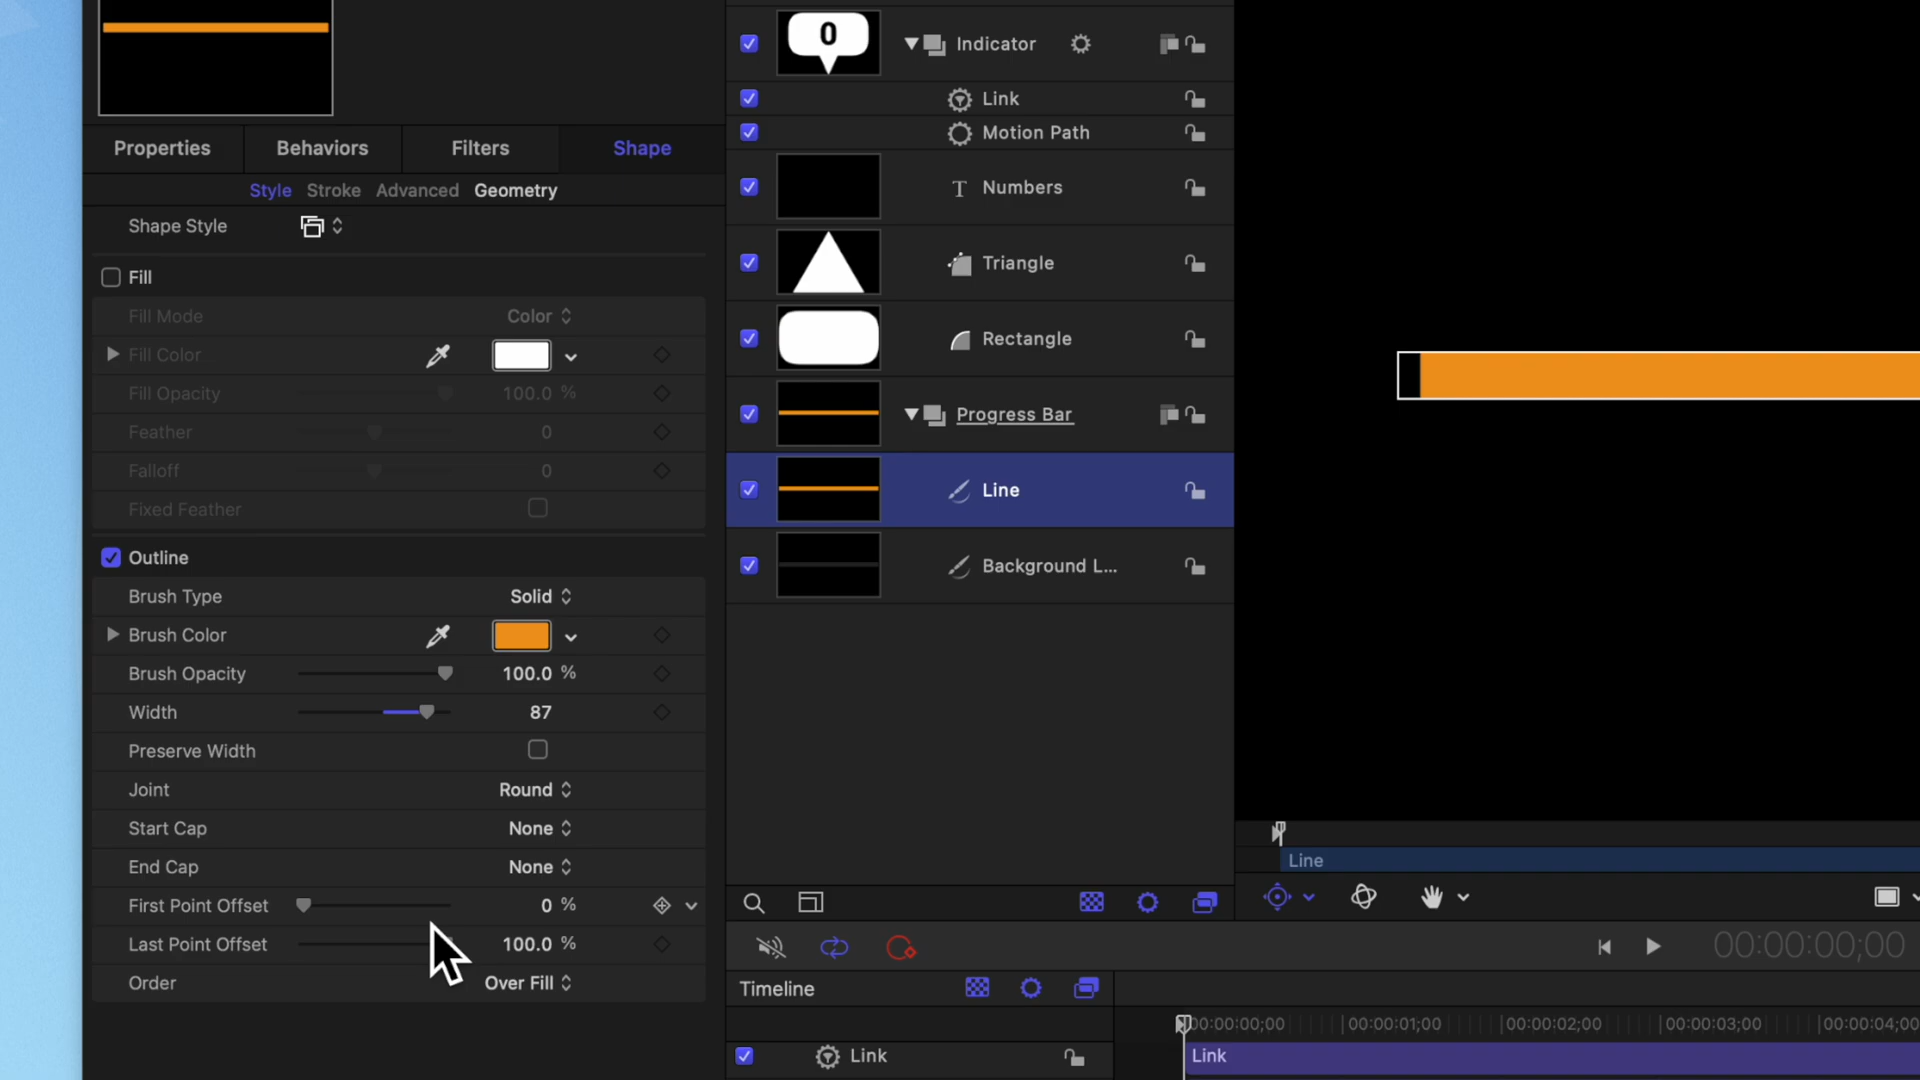 Properties Behaviors Filters Shape
Style Stroke Advanced Geometry
Shape Style
Fill
Fill Mode Color
Fill Color
Fill Opacity 100.0 %
Feather 0
Falloff 0
Fixed Feather
Outline
Brush Type Solid
Brush Color
Brush Opacity 100.0 %
Width 87
Preserve Width
Joint Round
Start Cap None
End Cap None
First Point Offset 0 %
Last Point Offset 100.0 %
Order Over Fill
0 Indicator
Link
Motion Path
T Numbers
Triangle
Rectangle
Progress Bar
Line
Background L...
Line
00:00:00;00
Timeline
00:00:00;00 00:00:01;00 00:00:02;00 00:00:03;00 00:00:04;00
Link Link